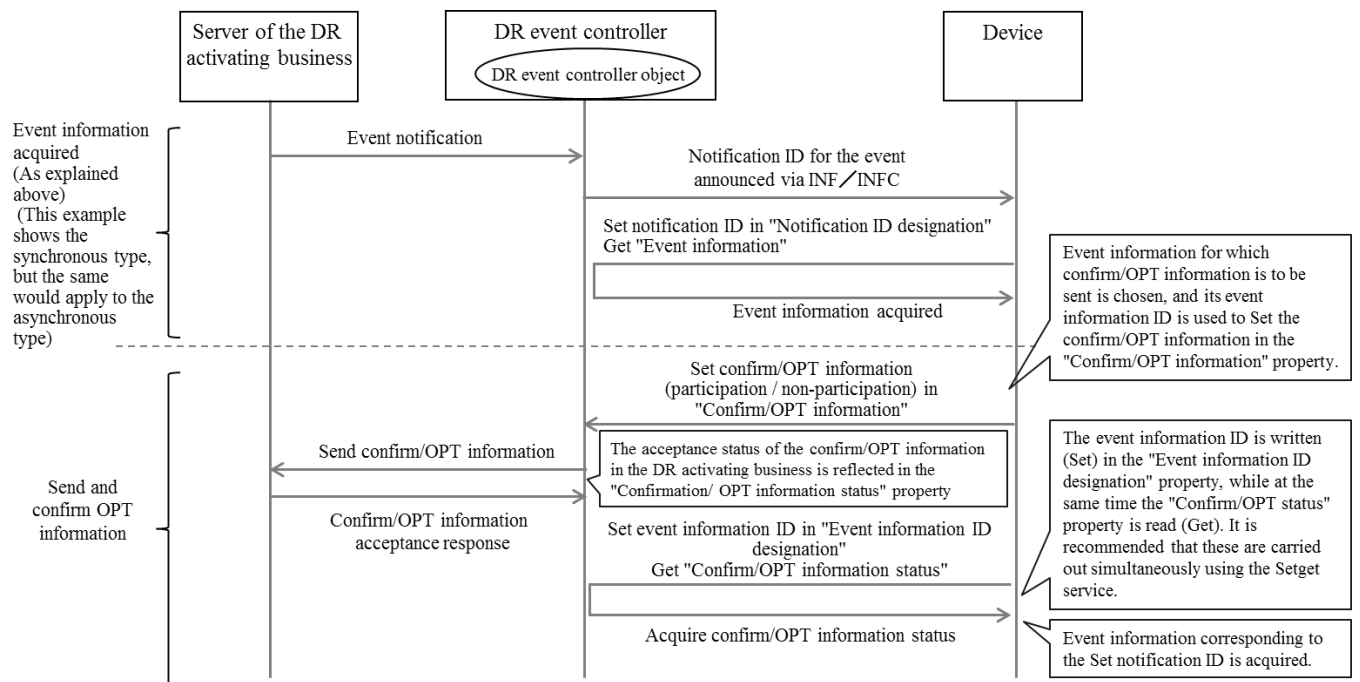 Server of the DR
activating business
DR event controller
DR event controller object
Device
Event information
acquired
(As explained
above)
(This example
shows the
synchronous type,
but the same
would apply to the
asynchronous
type)
Event notification
Notification ID for the event
announced via INF／INFC
Set notification ID in "Notification ID designation"
Get "Event information"
Event information acquired
Event information for which
confirm/OPT information is to be
sent is chosen, and its event
information ID is used to Set the
confirm/OPT information in the
"Confirm/OPT information" property.
Send and
confirm OPT
information
Set confirm/OPT information
(participation / non-participation) in
"Confirm/OPT information"
Send confirm/OPT information
The acceptance status of the confirm/OPT information
in the DR activating business is reflected in the
"Confirmation/ OPT information status" property
Confirm/OPT information
acceptance response
Set event information ID in "Event information ID
designation"
Get "Confirm/OPT information status"
Acquire confirm/OPT information status
The event information ID is written
(Set) in the "Event information ID
designation" property, while at the
same time the "Confirm/OPT status"
property is read (Get). It is
recommended that these are carried
out simultaneously using the Setget
service.
Event information corresponding to
the Set notification ID is acquired.